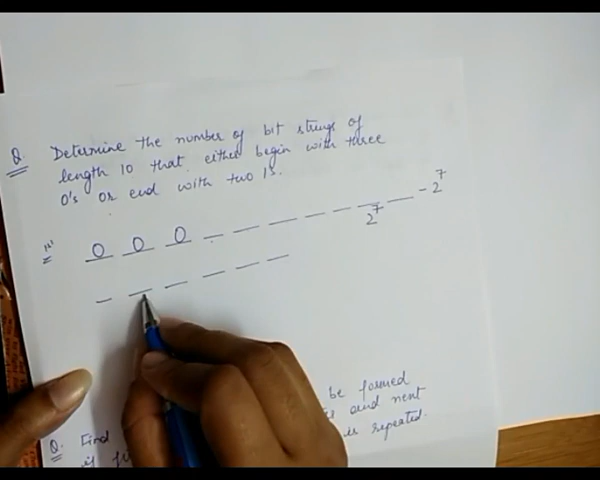 Q Determine the number of bit strings of
length 10 that either begin with three
0's or end with two 1s.
0 0 0 _ _ _ _ _ _ _ - 2^7
2^7
_ _ _ _ _ _
be formed
Q. Find and next
is repeated.